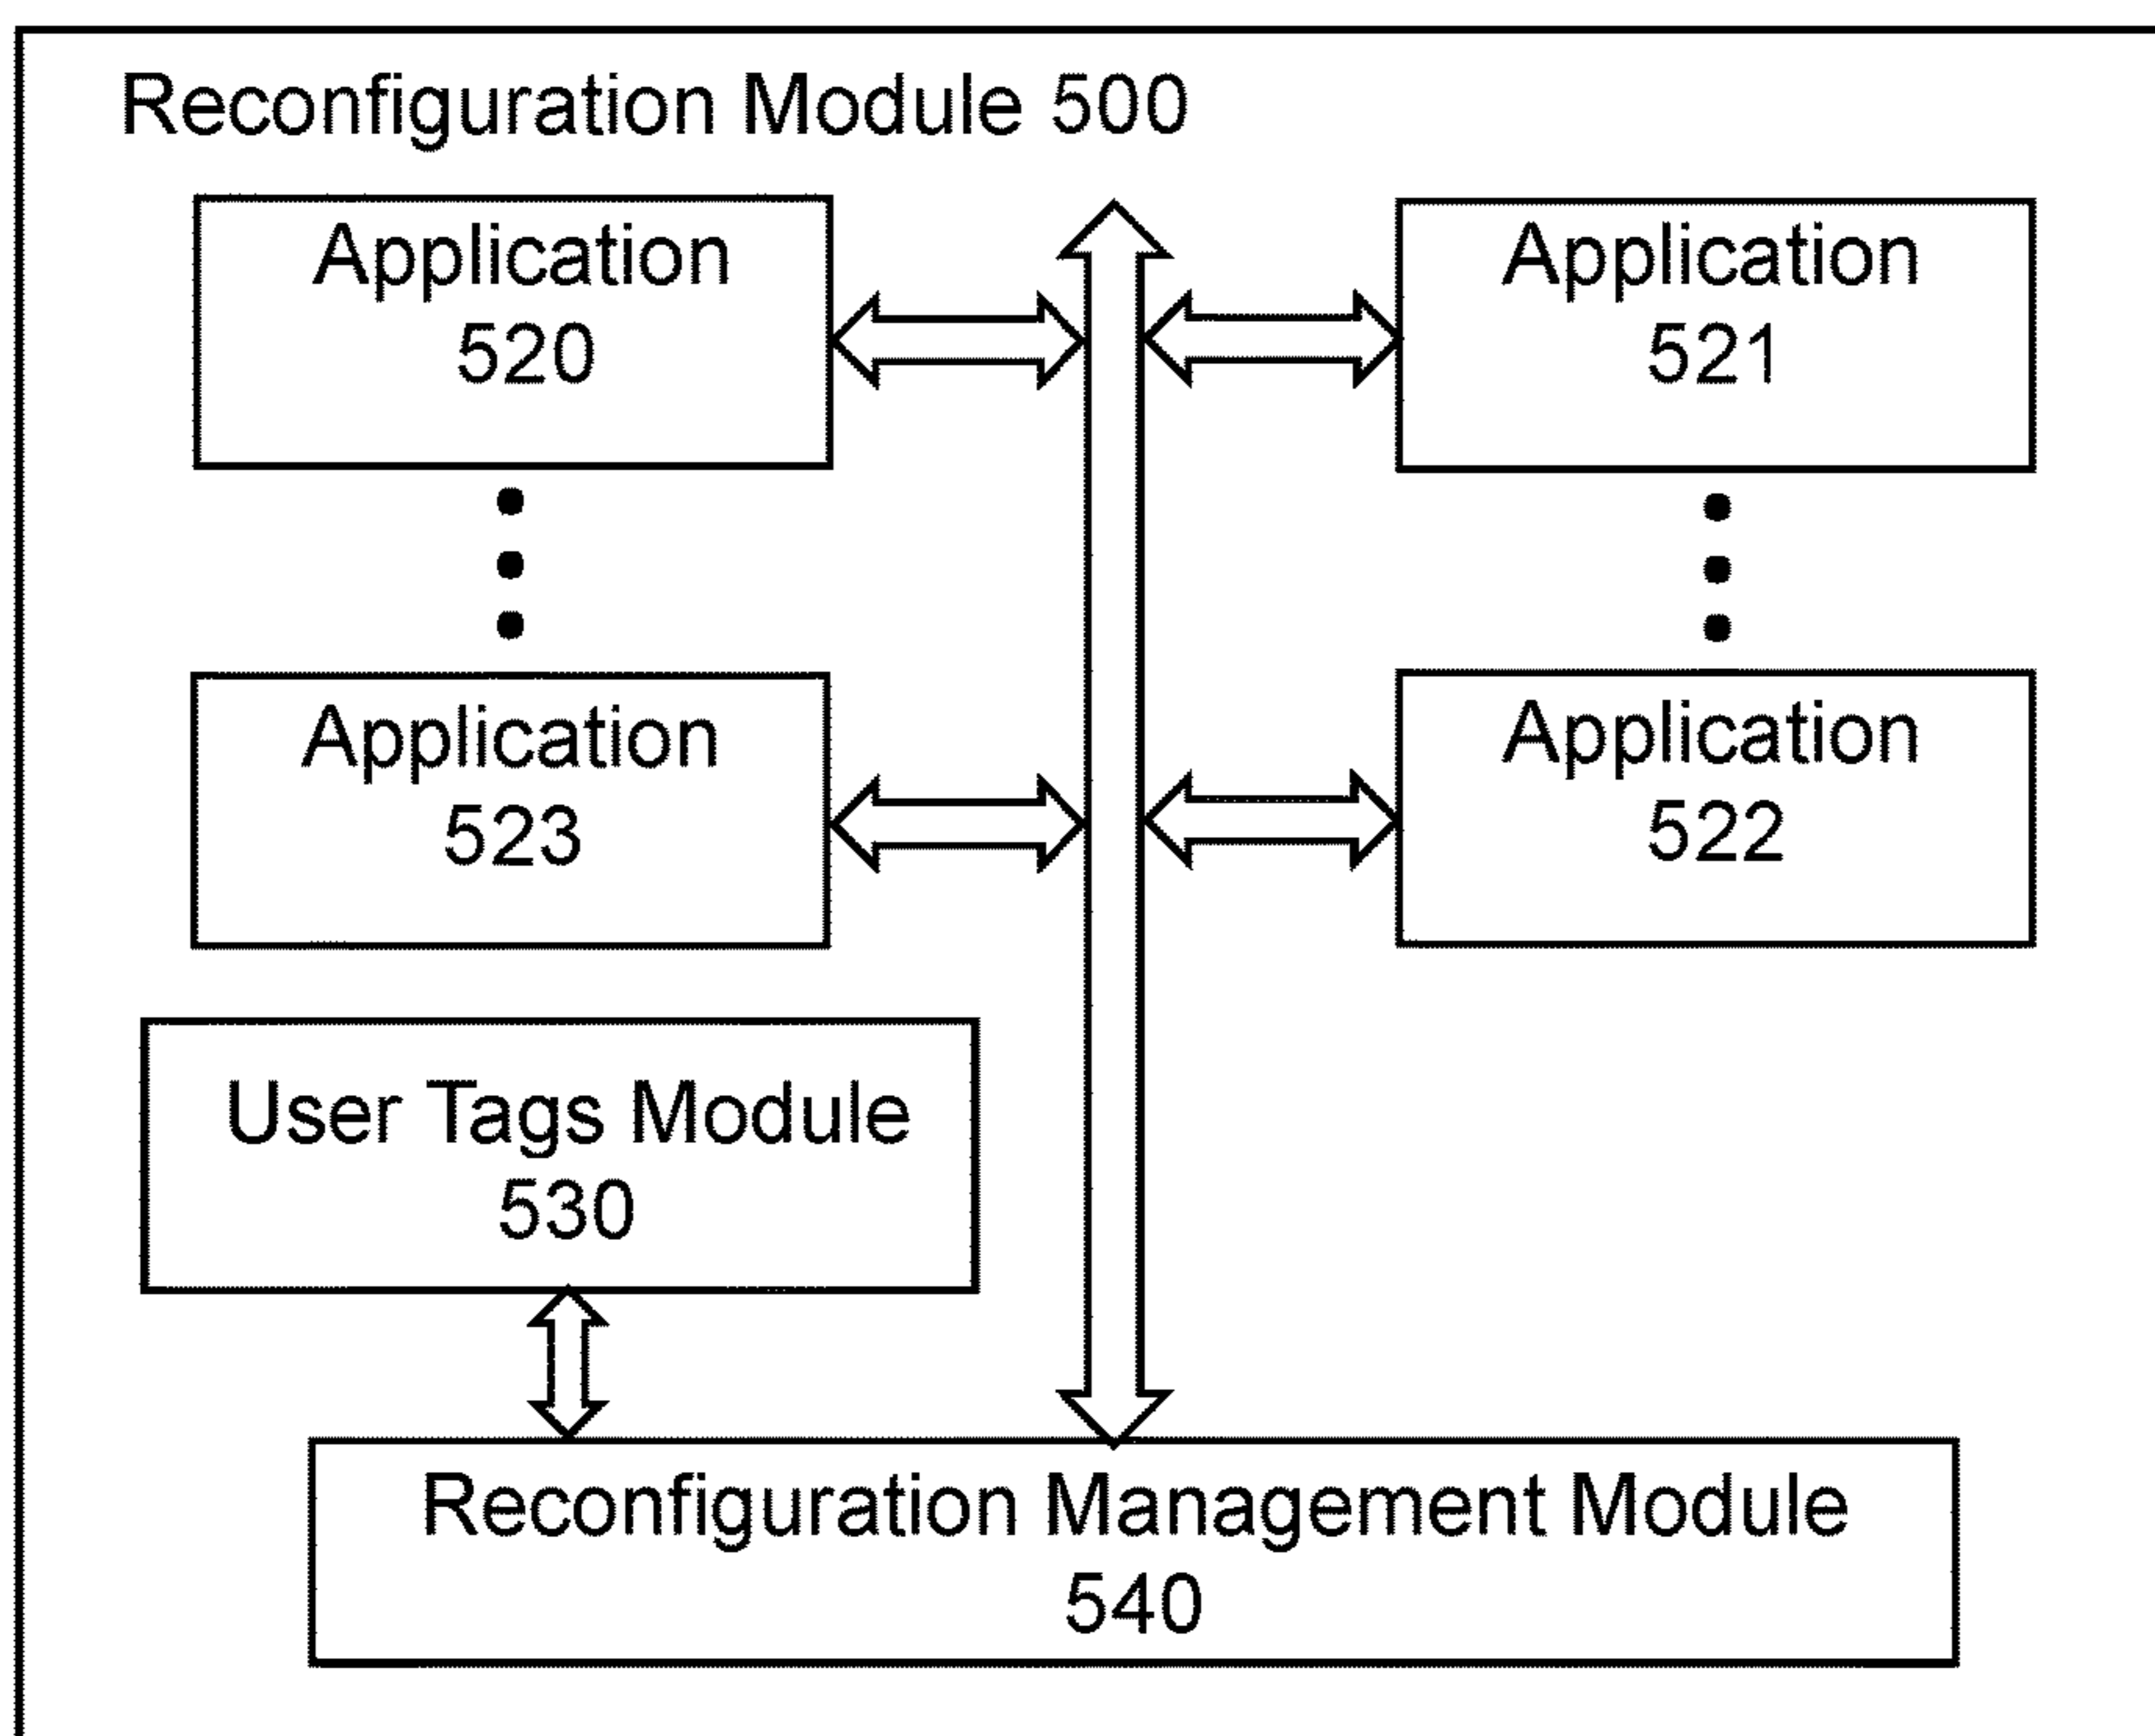 Reconfiguration Module 500
Application
520
Application
521
Application
523
Application
522
User Tags Module
530
Reconfiguration Management Module
540